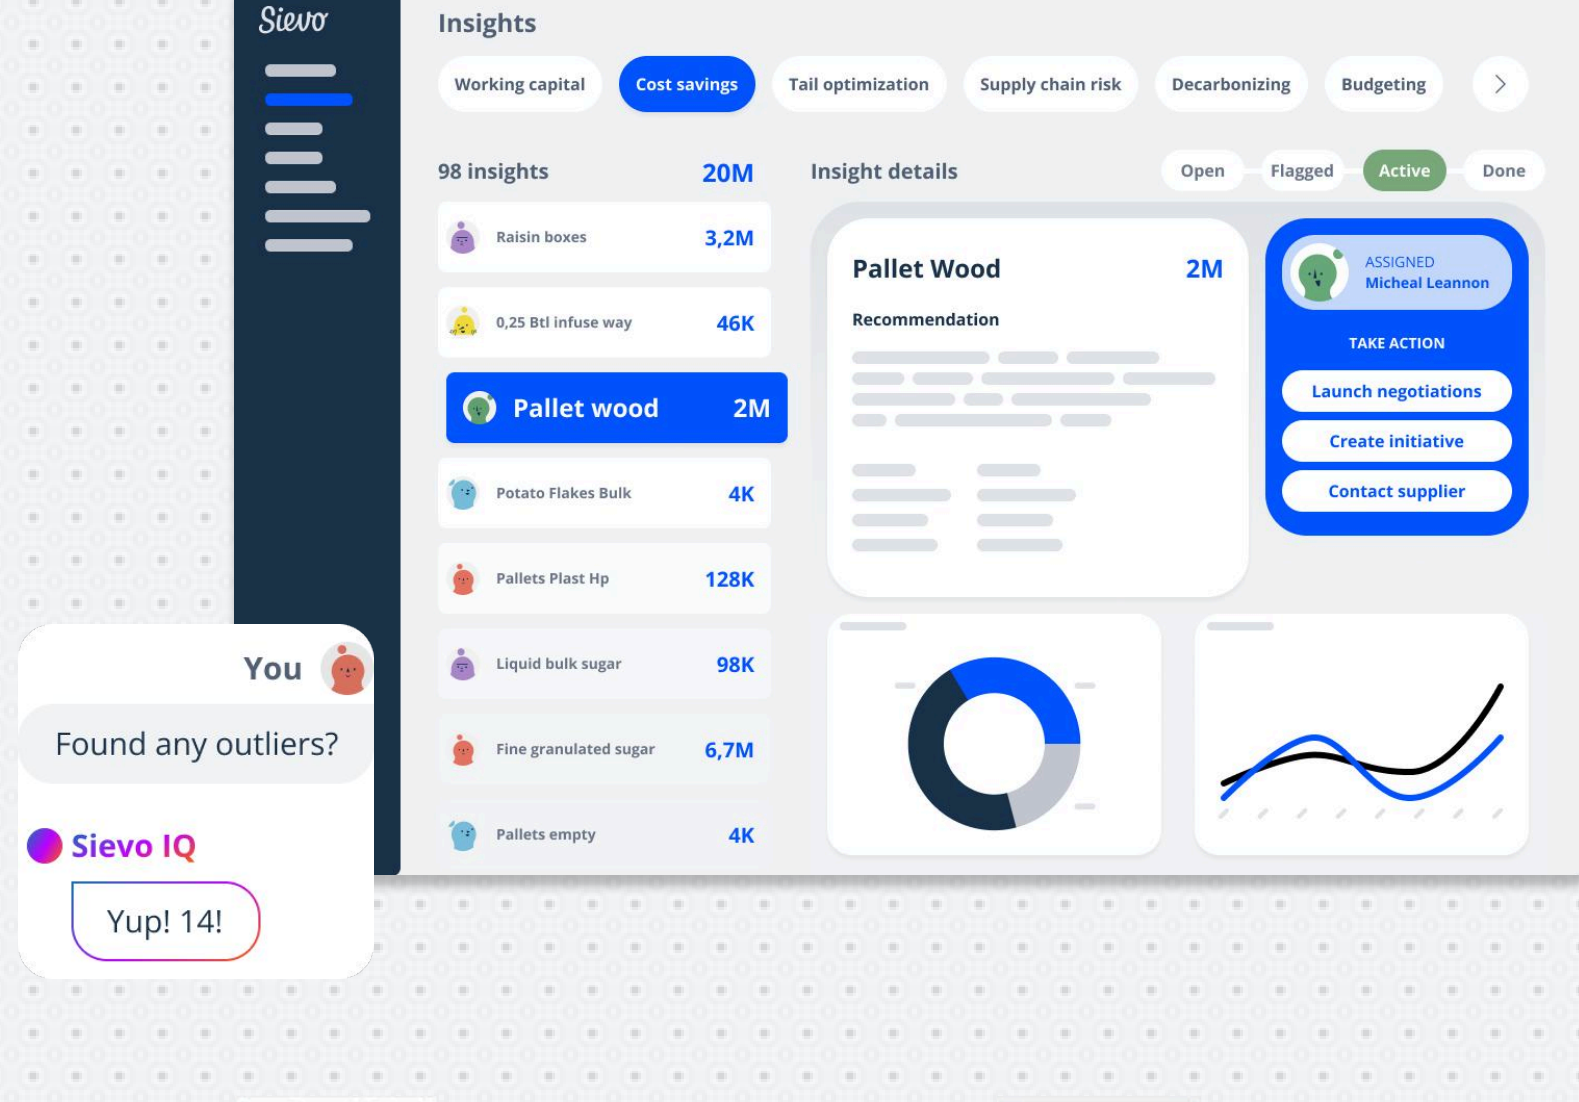 Sievo
Insights
Working capital
Cost savings
Tail optimization
Supply chain risk
Decarbonizing
Budgeting
98 insights
20M
Raisin boxes
3,2M
0,25 Btl infuse way
46K
Pallet wood
2M
Potato Flakes Bulk
4K
Pallets Plast Hp
128K
Liquid bulk sugar
98K
Fine granulated sugar
6,7M
Pallets empty
4K
Insight details
Open
Flagged
Active
Done
Pallet Wood
2M
Recommendation
ASSIGNED
Micheal Leannon
TAKE ACTION
Launch negotiations
Create initiative
Contact supplier
You
Found any outliers?
Sievo IQ
Yup! 14!